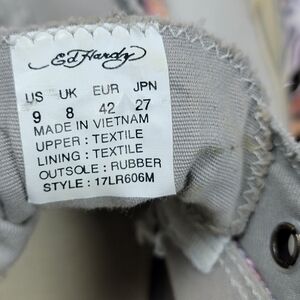 Ed Hardy
US UK EUR JPN
9 8 42 27
MADE IN VIETNAM
UPPER : TEXTILE
LINING : TEXTILE
OUTSOLE : RUBBER
STYLE : 17LR606M